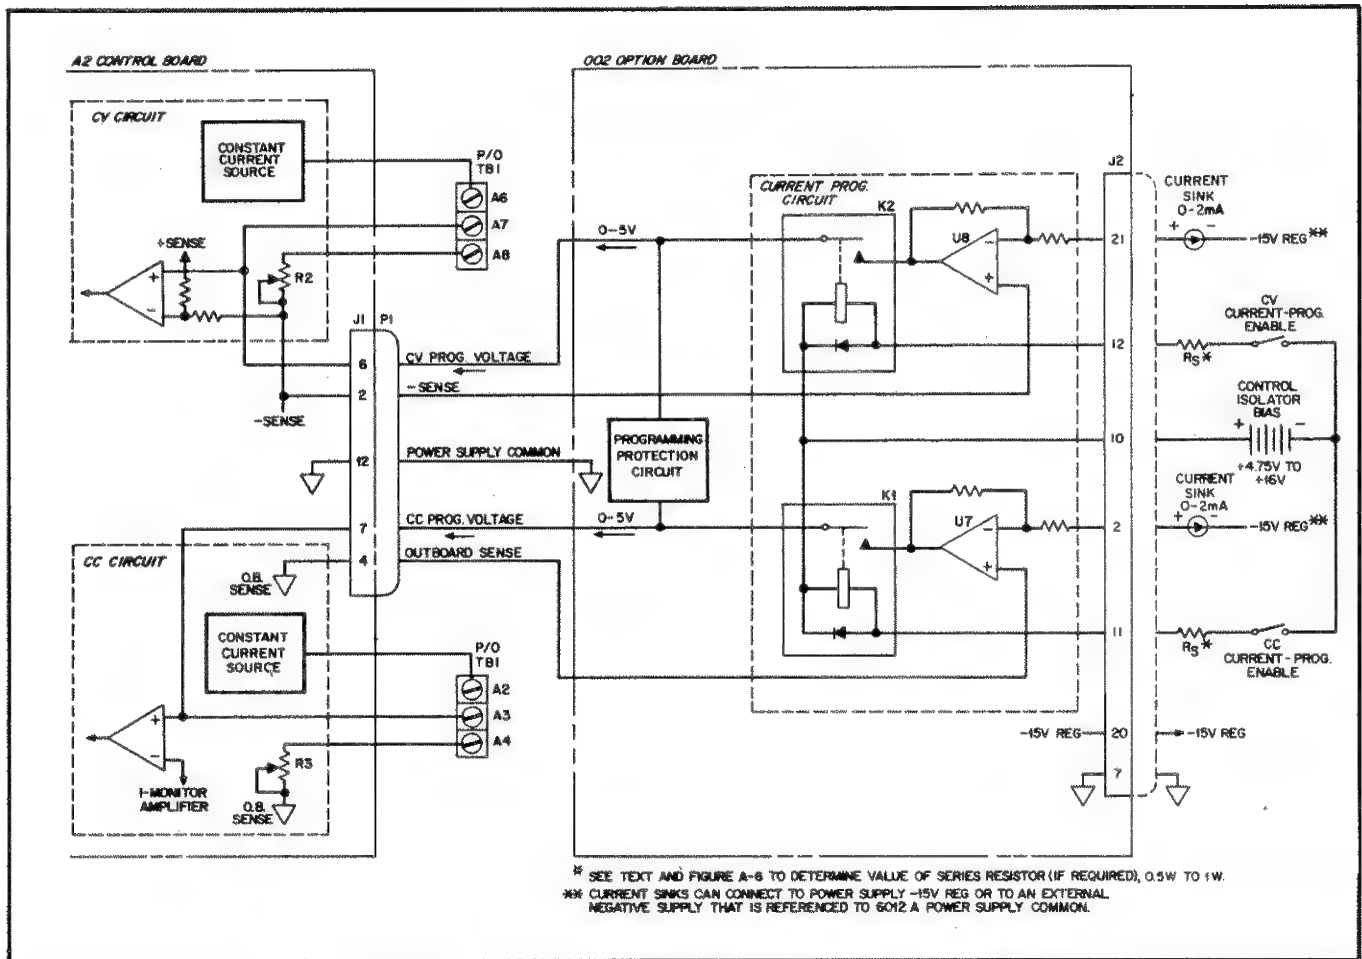 A2 CONTROL BOARD
002 OPTION BOARD
CV CIRCUIT
CONSTANT
CURRENT
SOURCE
P/O
TB1
A6
A7
A8
+SENSE
+
−
R2
J1
P1
6
2
12
7
4
−SENSE
CV PROG. VOLTAGE
−SENSE
POWER SUPPLY COMMON
CC PROG. VOLTAGE
OUTBOARD SENSE
0-5V
PROGRAMMING
PROTECTION
CIRCUIT
0-5V
CURRENT PROG.
CIRCUIT
K2
U8
−
+
K1
U7
−
+
J2
21
12
10
2
11
20
7
CURRENT
SINK
0-2mA
+
−
-15V REG**
CV
CURRENT-PROG.
ENABLE
RS*
CONTROL
ISOLATOR
BIAS
+
−
+4.75V TO
+16V
CURRENT
SINK
0-2mA
+
−
-15V REG**
RS*
CC
CURRENT-PROG.
ENABLE
-15V REG
-15V REG
CC CIRCUIT
O.B.
SENSE
CONSTANT
CURRENT
SOURCE
P/O
TB1
A2
A3
A4
+
−
I-MONITOR
AMPLIFIER
R3
O.B.
SENSE
* SEE TEXT AND FIGURE A-6 TO DETERMINE VALUE OF SERIES RESISTOR (IF REQUIRED), 0.5W TO 1W.
** CURRENT SINKS CAN CONNECT TO POWER SUPPLY -15V REG OR TO AN EXTERNAL
NEGATIVE SUPPLY THAT IS REFERENCED TO 6012A POWER SUPPLY COMMON.